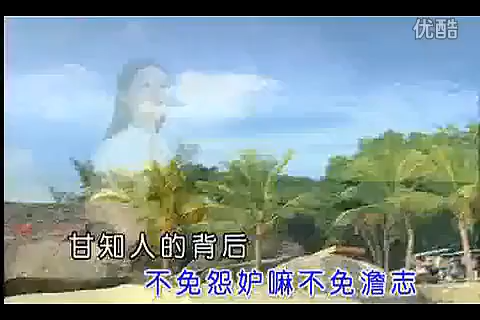 优酷
甘知人的背后
不免怨妒嘛不免澹志